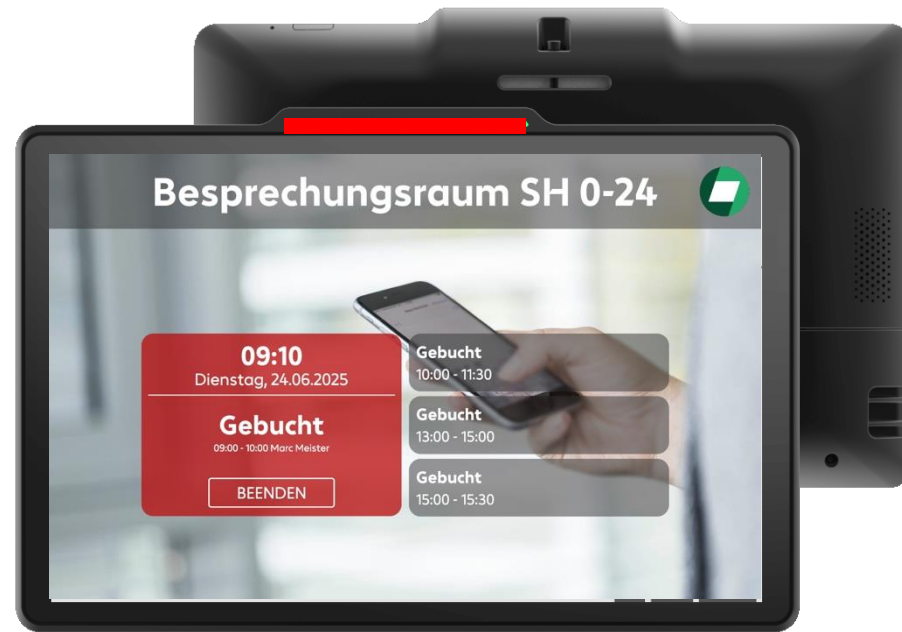 Besprechungsraum SH 0-24
09:10
Dienstag, 24.06.2025
Gebucht
09:00 - 10:00 Marc Meister
BEENDEN
Gebucht
10:00 - 11:30
Gebucht
13:00 - 15:00
Gebucht
15:00 - 15:30